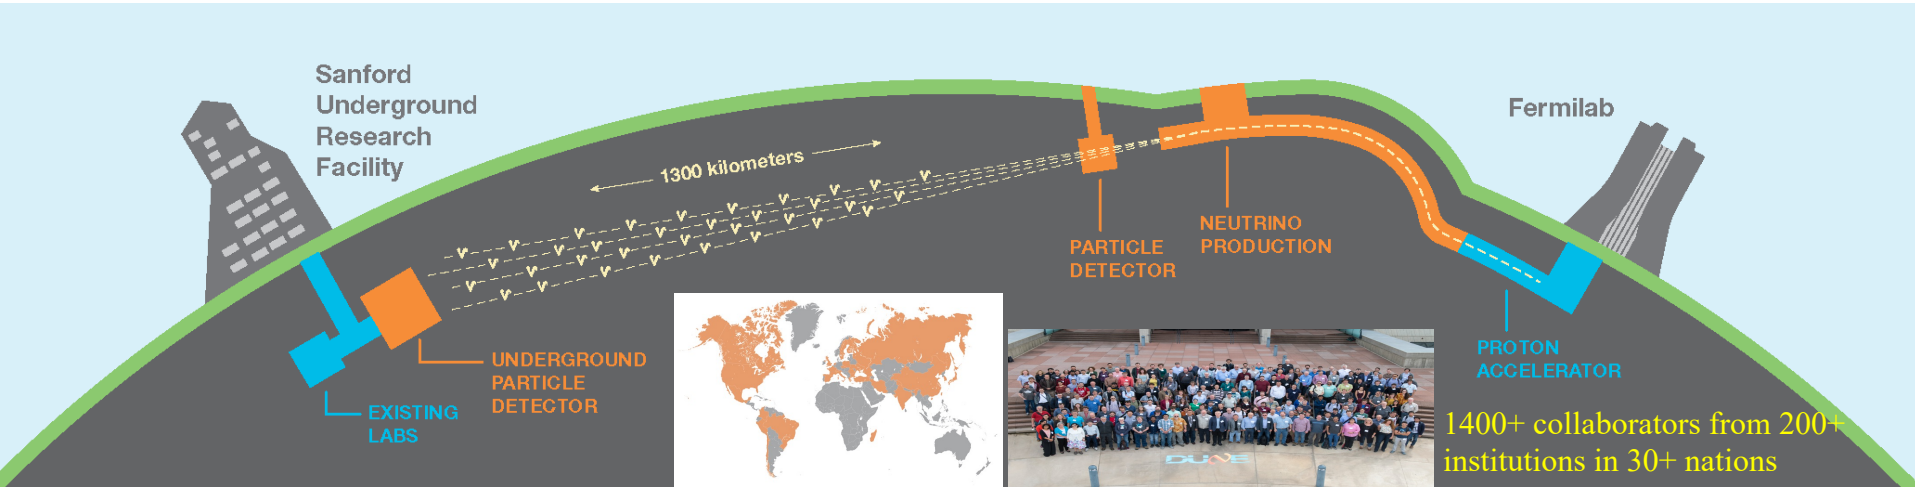 Sanford
Underground
Research
Facility
Fermilab
1300 kilometers
PARTICLE
DETECTOR
NEUTRINO
PRODUCTION
UNDERGROUND
PARTICLE
DETECTOR
EXISTING
LABS
PROTON
ACCELERATOR
DUNE
1400+ collaborators from 200+
institutions in 30+ nations